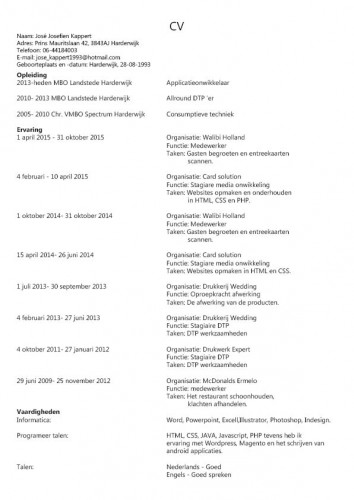 CV
Naam: José Josefien Kappert
Adres: Prins Mauritslaan 42, 3843AJ Harderwijk
Telefoon: 06-44184003
E-mail: jose_kappert1993@hotmail.com
Geboorteplaats en -datum: Harderwijk, 28-08-1993
Opleiding
2013-heden MBO Landstede Harderwijk Applicatieonwikkelaar
2010- 2013 MBO Landstede Harderwijk Allround DTP 'er
2005- 2010 Chr. VMBO Spectrum Harderwijk Consumptieve techniek
Ervaring
1 april 2015 - 31 oktober 2015 Organisatie: Walibi Holland
Functie: Medewerker
Taken: Gasten begroeten en entreekaarten
scannen.
4 februari - 10 april 2015 Organisatie: Card solution
Functie: Stagiare media onwikkeling
Taken: Websites opmaken en onderhouden
in HTML, CSS en PHP.
1 oktober 2014- 31 oktober 2014 Organisatie: Walibi Holland
Functie: Medewerker
Taken: Gasten begroeten en entreekaarten
scannen.
15 april 2014- 26 juni 2014 Organisatie: Card solution
Functie: Stagiare media onwikkeling
Taken: Websites opmaken in HTML en CSS.
1 juli 2013- 30 september 2013 Organisatie: Drukkerij Wedding
Functie: Oproepkracht afwerking
Taken: De afwerking van de producten.
4 februari 2013- 27 juni 2013 Organisatie: Drukkerij Wedding
Functie: Stagiaire DTP
Taken: DTP werkzaamheden
4 oktober 2011- 27 januari 2012 Organisatie: Drukwerk Expert
Functie: Stagiaire DTP
Taken: DTP werkzaamheden
29 juni 2009- 25 november 2012 Organisatie: McDonalds Ermelo
Functie: medewerker
Taken: Het restaurant schoonhouden,
klachten afhandelen.
Vaardigheden
Informatica: Word, Powerpoint, Excell,Illustrator, Photoshop, Indesign.
Programeer talen: HTML, CSS, JAVA, Javascript, PHP tevens heb ik
ervaring met Wordpress, Magento en het schrijven van
android applicaties.
Talen: Nederlands - Goed
Engels - Goed spreken